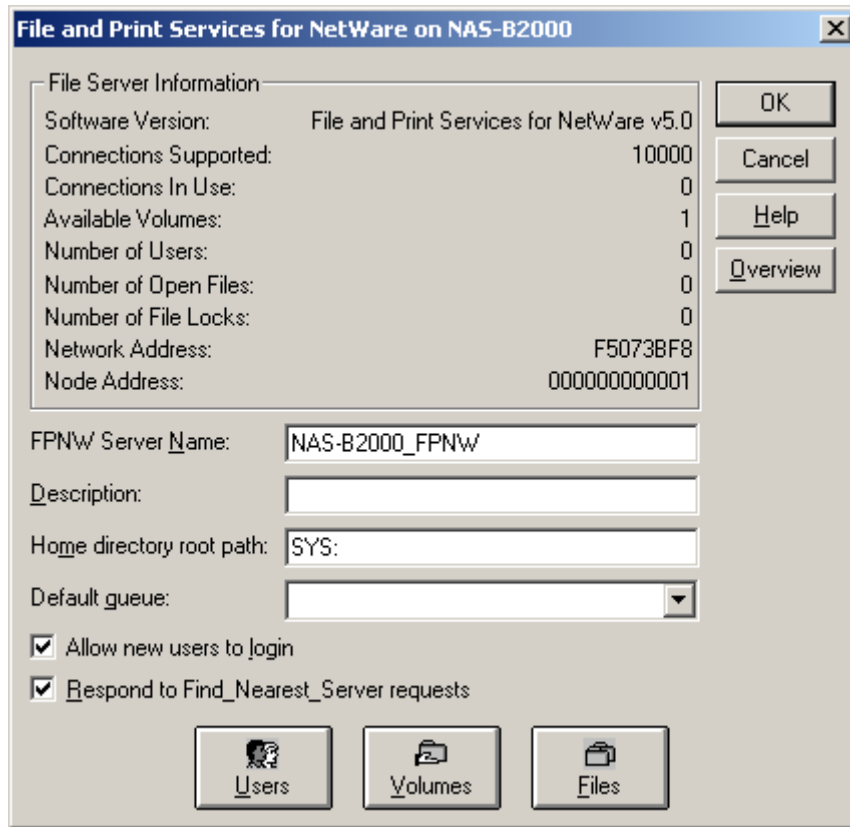 File and Print Services for NetWare on NAS-B2000
File Server Information
Software Version: File and Print Services for NetWare v5.0
Connections Supported: 10000
Connections In Use: 0
Available Volumes: 1
Number of Users: 0
Number of Open Files: 0
Number of File Locks: 0
Network Address: F5073BF8
Node Address: 000000000001
OK
Cancel
Help
Overview
FPNW Server Name: NAS-B2000_FPNW
Description:
Home directory root path: SYS:
Default queue:
Allow new users to login
Respond to Find_Nearest_Server requests
Users Volumes Files